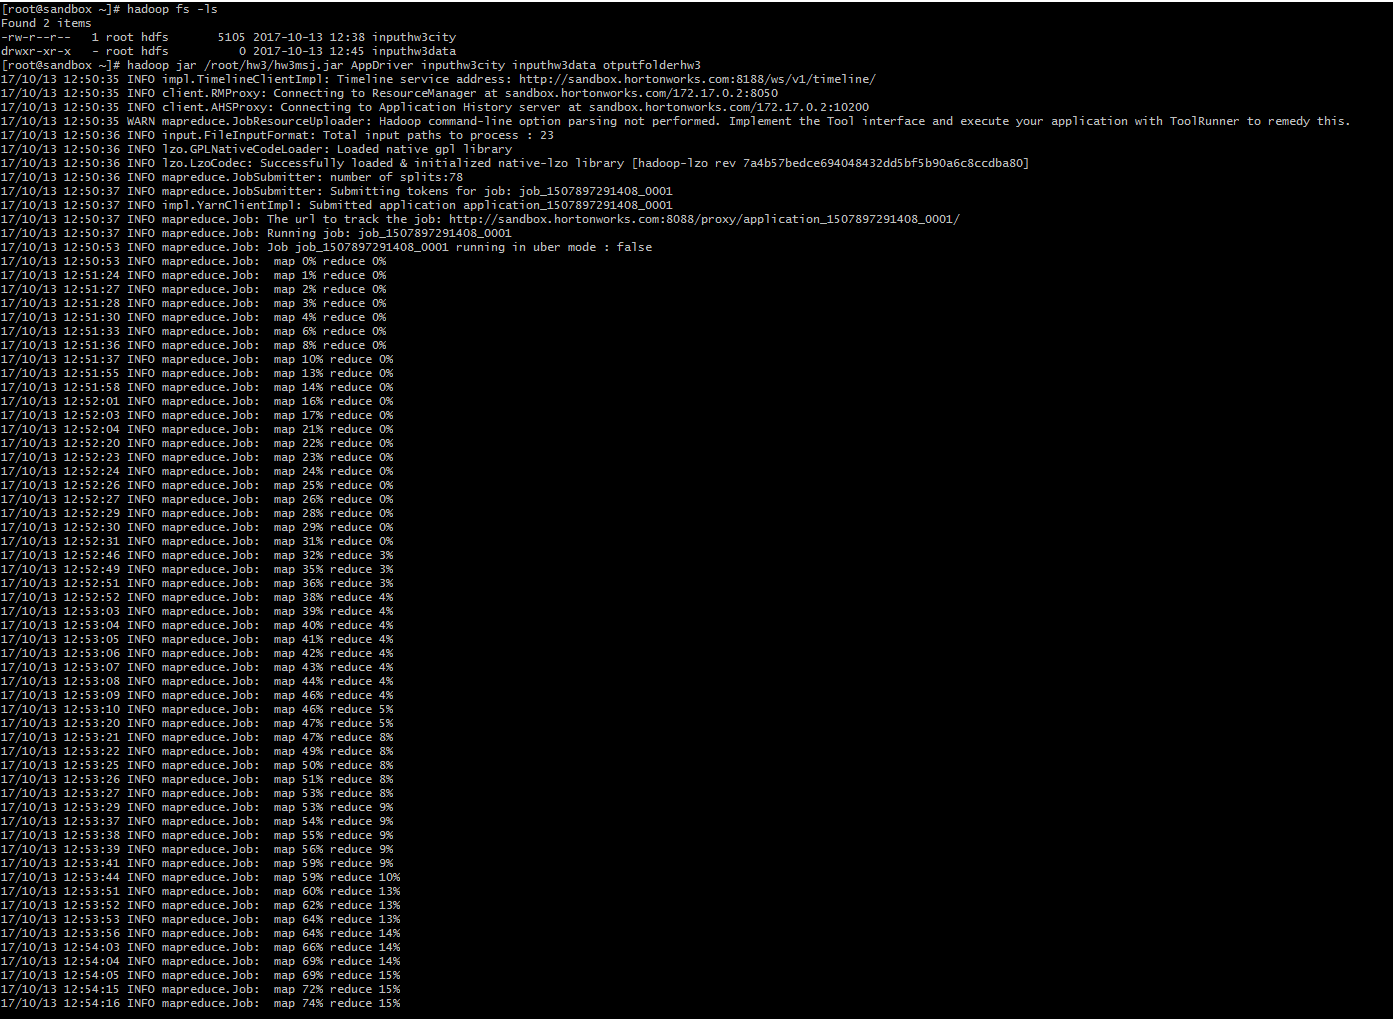 [root@sandbox ~]# hadoop fs -ls
Found 2 items
-rw-r--r--   1 root hdfs       5105 2017-10-13 12:38 inputhw3city
drwxr-xr-x   - root hdfs          0 2017-10-13 12:45 inputhw3data
[root@sandbox ~]# hadoop jar /root/hw3/hw3msj.jar AppDriver inputhw3city inputhw3data otputfolderhw3
17/10/13 12:50:35 INFO impl.TimelineClientImpl: Timeline service address: http://sandbox.hortonworks.com:8188/ws/v1/timeline/
17/10/13 12:50:35 INFO client.RMProxy: Connecting to ResourceManager at sandbox.hortonworks.com/172.17.0.2:8050
17/10/13 12:50:35 INFO client.AHSProxy: Connecting to Application History server at sandbox.hortonworks.com/172.17.0.2:10200
17/10/13 12:50:35 WARN mapreduce.JobResourceUploader: Hadoop command-line option parsing not performed. Implement the Tool interface and execute your application with ToolRunner to remedy this.
17/10/13 12:50:36 INFO input.FileInputFormat: Total input paths to process : 23
17/10/13 12:50:36 INFO lzo.GPLNativeCodeLoader: Loaded native gpl library
17/10/13 12:50:36 INFO lzo.LzoCodec: Successfully loaded & initialized native-lzo library [hadoop-lzo rev 7a4b57bedce694048432dd5bf5b90a6c8ccdba80]
17/10/13 12:50:36 INFO mapreduce.JobSubmitter: number of splits:78
17/10/13 12:50:37 INFO mapreduce.JobSubmitter: Submitting tokens for job: job_1507897291408_0001
17/10/13 12:50:37 INFO impl.YarnClientImpl: Submitted application application_1507897291408_0001
17/10/13 12:50:37 INFO mapreduce.Job: The url to track the job: http://sandbox.hortonworks.com:8088/proxy/application_1507897291408_0001/
17/10/13 12:50:37 INFO mapreduce.Job: Running job: job_1507897291408_0001
17/10/13 12:50:53 INFO mapreduce.Job: Job job_1507897291408_0001 running in uber mode : false
17/10/13 12:50:53 INFO mapreduce.Job:  map 0% reduce 0%
17/10/13 12:51:24 INFO mapreduce.Job:  map 1% reduce 0%
17/10/13 12:51:27 INFO mapreduce.Job:  map 2% reduce 0%
17/10/13 12:51:28 INFO mapreduce.Job:  map 3% reduce 0%
17/10/13 12:51:30 INFO mapreduce.Job:  map 4% reduce 0%
17/10/13 12:51:33 INFO mapreduce.Job:  map 6% reduce 0%
17/10/13 12:51:36 INFO mapreduce.Job:  map 8% reduce 0%
17/10/13 12:51:37 INFO mapreduce.Job:  map 10% reduce 0%
17/10/13 12:51:55 INFO mapreduce.Job:  map 13% reduce 0%
17/10/13 12:51:58 INFO mapreduce.Job:  map 14% reduce 0%
17/10/13 12:52:01 INFO mapreduce.Job:  map 16% reduce 0%
17/10/13 12:52:03 INFO mapreduce.Job:  map 17% reduce 0%
17/10/13 12:52:04 INFO mapreduce.Job:  map 21% reduce 0%
17/10/13 12:52:20 INFO mapreduce.Job:  map 22% reduce 0%
17/10/13 12:52:23 INFO mapreduce.Job:  map 23% reduce 0%
17/10/13 12:52:24 INFO mapreduce.Job:  map 24% reduce 0%
17/10/13 12:52:26 INFO mapreduce.Job:  map 25% reduce 0%
17/10/13 12:52:27 INFO mapreduce.Job:  map 26% reduce 0%
17/10/13 12:52:29 INFO mapreduce.Job:  map 28% reduce 0%
17/10/13 12:52:30 INFO mapreduce.Job:  map 29% reduce 0%
17/10/13 12:52:31 INFO mapreduce.Job:  map 31% reduce 0%
17/10/13 12:52:46 INFO mapreduce.Job:  map 32% reduce 3%
17/10/13 12:52:49 INFO mapreduce.Job:  map 35% reduce 3%
17/10/13 12:52:51 INFO mapreduce.Job:  map 36% reduce 3%
17/10/13 12:52:52 INFO mapreduce.Job:  map 38% reduce 4%
17/10/13 12:53:03 INFO mapreduce.Job:  map 39% reduce 4%
17/10/13 12:53:04 INFO mapreduce.Job:  map 40% reduce 4%
17/10/13 12:53:05 INFO mapreduce.Job:  map 41% reduce 4%
17/10/13 12:53:06 INFO mapreduce.Job:  map 42% reduce 4%
17/10/13 12:53:07 INFO mapreduce.Job:  map 43% reduce 4%
17/10/13 12:53:08 INFO mapreduce.Job:  map 44% reduce 4%
17/10/13 12:53:09 INFO mapreduce.Job:  map 46% reduce 4%
17/10/13 12:53:10 INFO mapreduce.Job:  map 46% reduce 5%
17/10/13 12:53:20 INFO mapreduce.Job:  map 47% reduce 5%
17/10/13 12:53:21 INFO mapreduce.Job:  map 47% reduce 8%
17/10/13 12:53:22 INFO mapreduce.Job:  map 49% reduce 8%
17/10/13 12:53:25 INFO mapreduce.Job:  map 50% reduce 8%
17/10/13 12:53:26 INFO mapreduce.Job:  map 51% reduce 8%
17/10/13 12:53:27 INFO mapreduce.Job:  map 53% reduce 8%
17/10/13 12:53:29 INFO mapreduce.Job:  map 53% reduce 9%
17/10/13 12:53:37 INFO mapreduce.Job:  map 54% reduce 9%
17/10/13 12:53:38 INFO mapreduce.Job:  map 55% reduce 9%
17/10/13 12:53:39 INFO mapreduce.Job:  map 56% reduce 9%
17/10/13 12:53:41 INFO mapreduce.Job:  map 59% reduce 9%
17/10/13 12:53:44 INFO mapreduce.Job:  map 59% reduce 10%
17/10/13 12:53:51 INFO mapreduce.Job:  map 60% reduce 13%
17/10/13 12:53:52 INFO mapreduce.Job:  map 62% reduce 13%
17/10/13 12:53:53 INFO mapreduce.Job:  map 64% reduce 13%
17/10/13 12:53:56 INFO mapreduce.Job:  map 64% reduce 14%
17/10/13 12:54:03 INFO mapreduce.Job:  map 66% reduce 14%
17/10/13 12:54:04 INFO mapreduce.Job:  map 69% reduce 14%
17/10/13 12:54:05 INFO mapreduce.Job:  map 69% reduce 15%
17/10/13 12:54:15 INFO mapreduce.Job:  map 72% reduce 15%
17/10/13 12:54:16 INFO mapreduce.Job:  map 74% reduce 15%